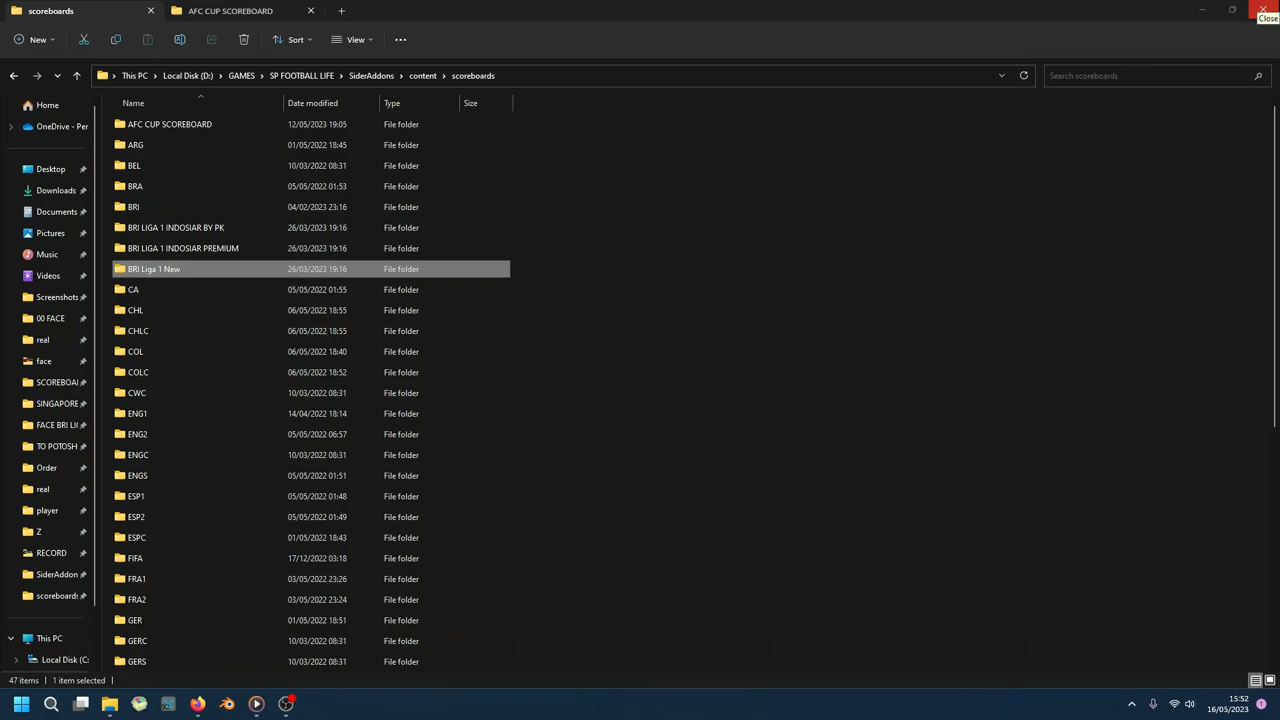 scoreboards
AFC CUP SCOREBOARD
Close
New
Sort
View
This PC
Local Disk (D:)
GAMES
SP FOOTBALL LIFE
SiderAddons
content
scoreboards
Search scoreboards
Name
Date modified
Type
Size
Home
OneDrive - Per
Desktop
Downloads
Documents
Pictures
Music
Videos
Screenshots
00 FACE
real
face
SCOREBOAI
SINGAPORE
FACE BRI LIG
TO POTOSH
Order
real
player
Z
RECORD
SiderAddon
scoreboards
This PC
Local Disk (C:
AFC CUP SCOREBOARD 12/05/2023 19:05 File folder
ARG 01/05/2022 18:45 File folder
BEL 10/03/2022 08:31 File folder
BRA 05/05/2022 01:53 File folder
BRI 04/02/2023 23:16 File folder
BRI LIGA 1 INDOSIAR BY PK 26/03/2023 19:16 File folder
BRI LIGA 1 INDOSIAR PREMIUM 26/03/2023 19:16 File folder
BRI Liga 1 New 26/03/2023 19:16 File folder
CA 05/05/2022 01:55 File folder
CHL 06/05/2022 18:55 File folder
CHLC 06/05/2022 18:55 File folder
COL 06/05/2022 18:40 File folder
COLC 06/05/2022 18:52 File folder
CWC 10/03/2022 08:31 File folder
ENG1 14/04/2022 18:14 File folder
ENG2 05/05/2022 06:57 File folder
ENGC 10/03/2022 08:31 File folder
ENGS 05/05/2022 01:51 File folder
ESP1 05/05/2022 01:48 File folder
ESP2 05/05/2022 01:49 File folder
ESPC 01/05/2022 18:43 File folder
FIFA 17/12/2022 03:18 File folder
FRA1 03/05/2022 23:26 File folder
FRA2 03/05/2022 23:24 File folder
GER 01/05/2022 18:51 File folder
GERC 10/03/2022 08:31 File folder
GERS 10/03/2022 08:31 File folder
47 items
1 item selected
15:52
16/05/2023
1